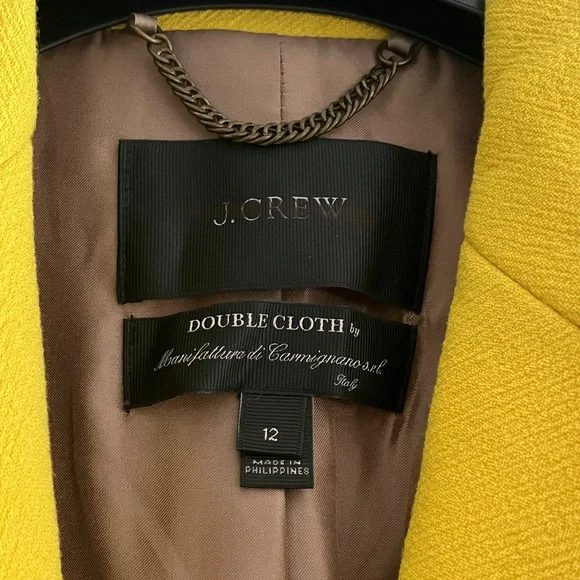 J.CREW
DOUBLE CLOTH by
Manifattura di Carmignano s.r.l.
Italy
12
MADE IN
PHILIPPINES